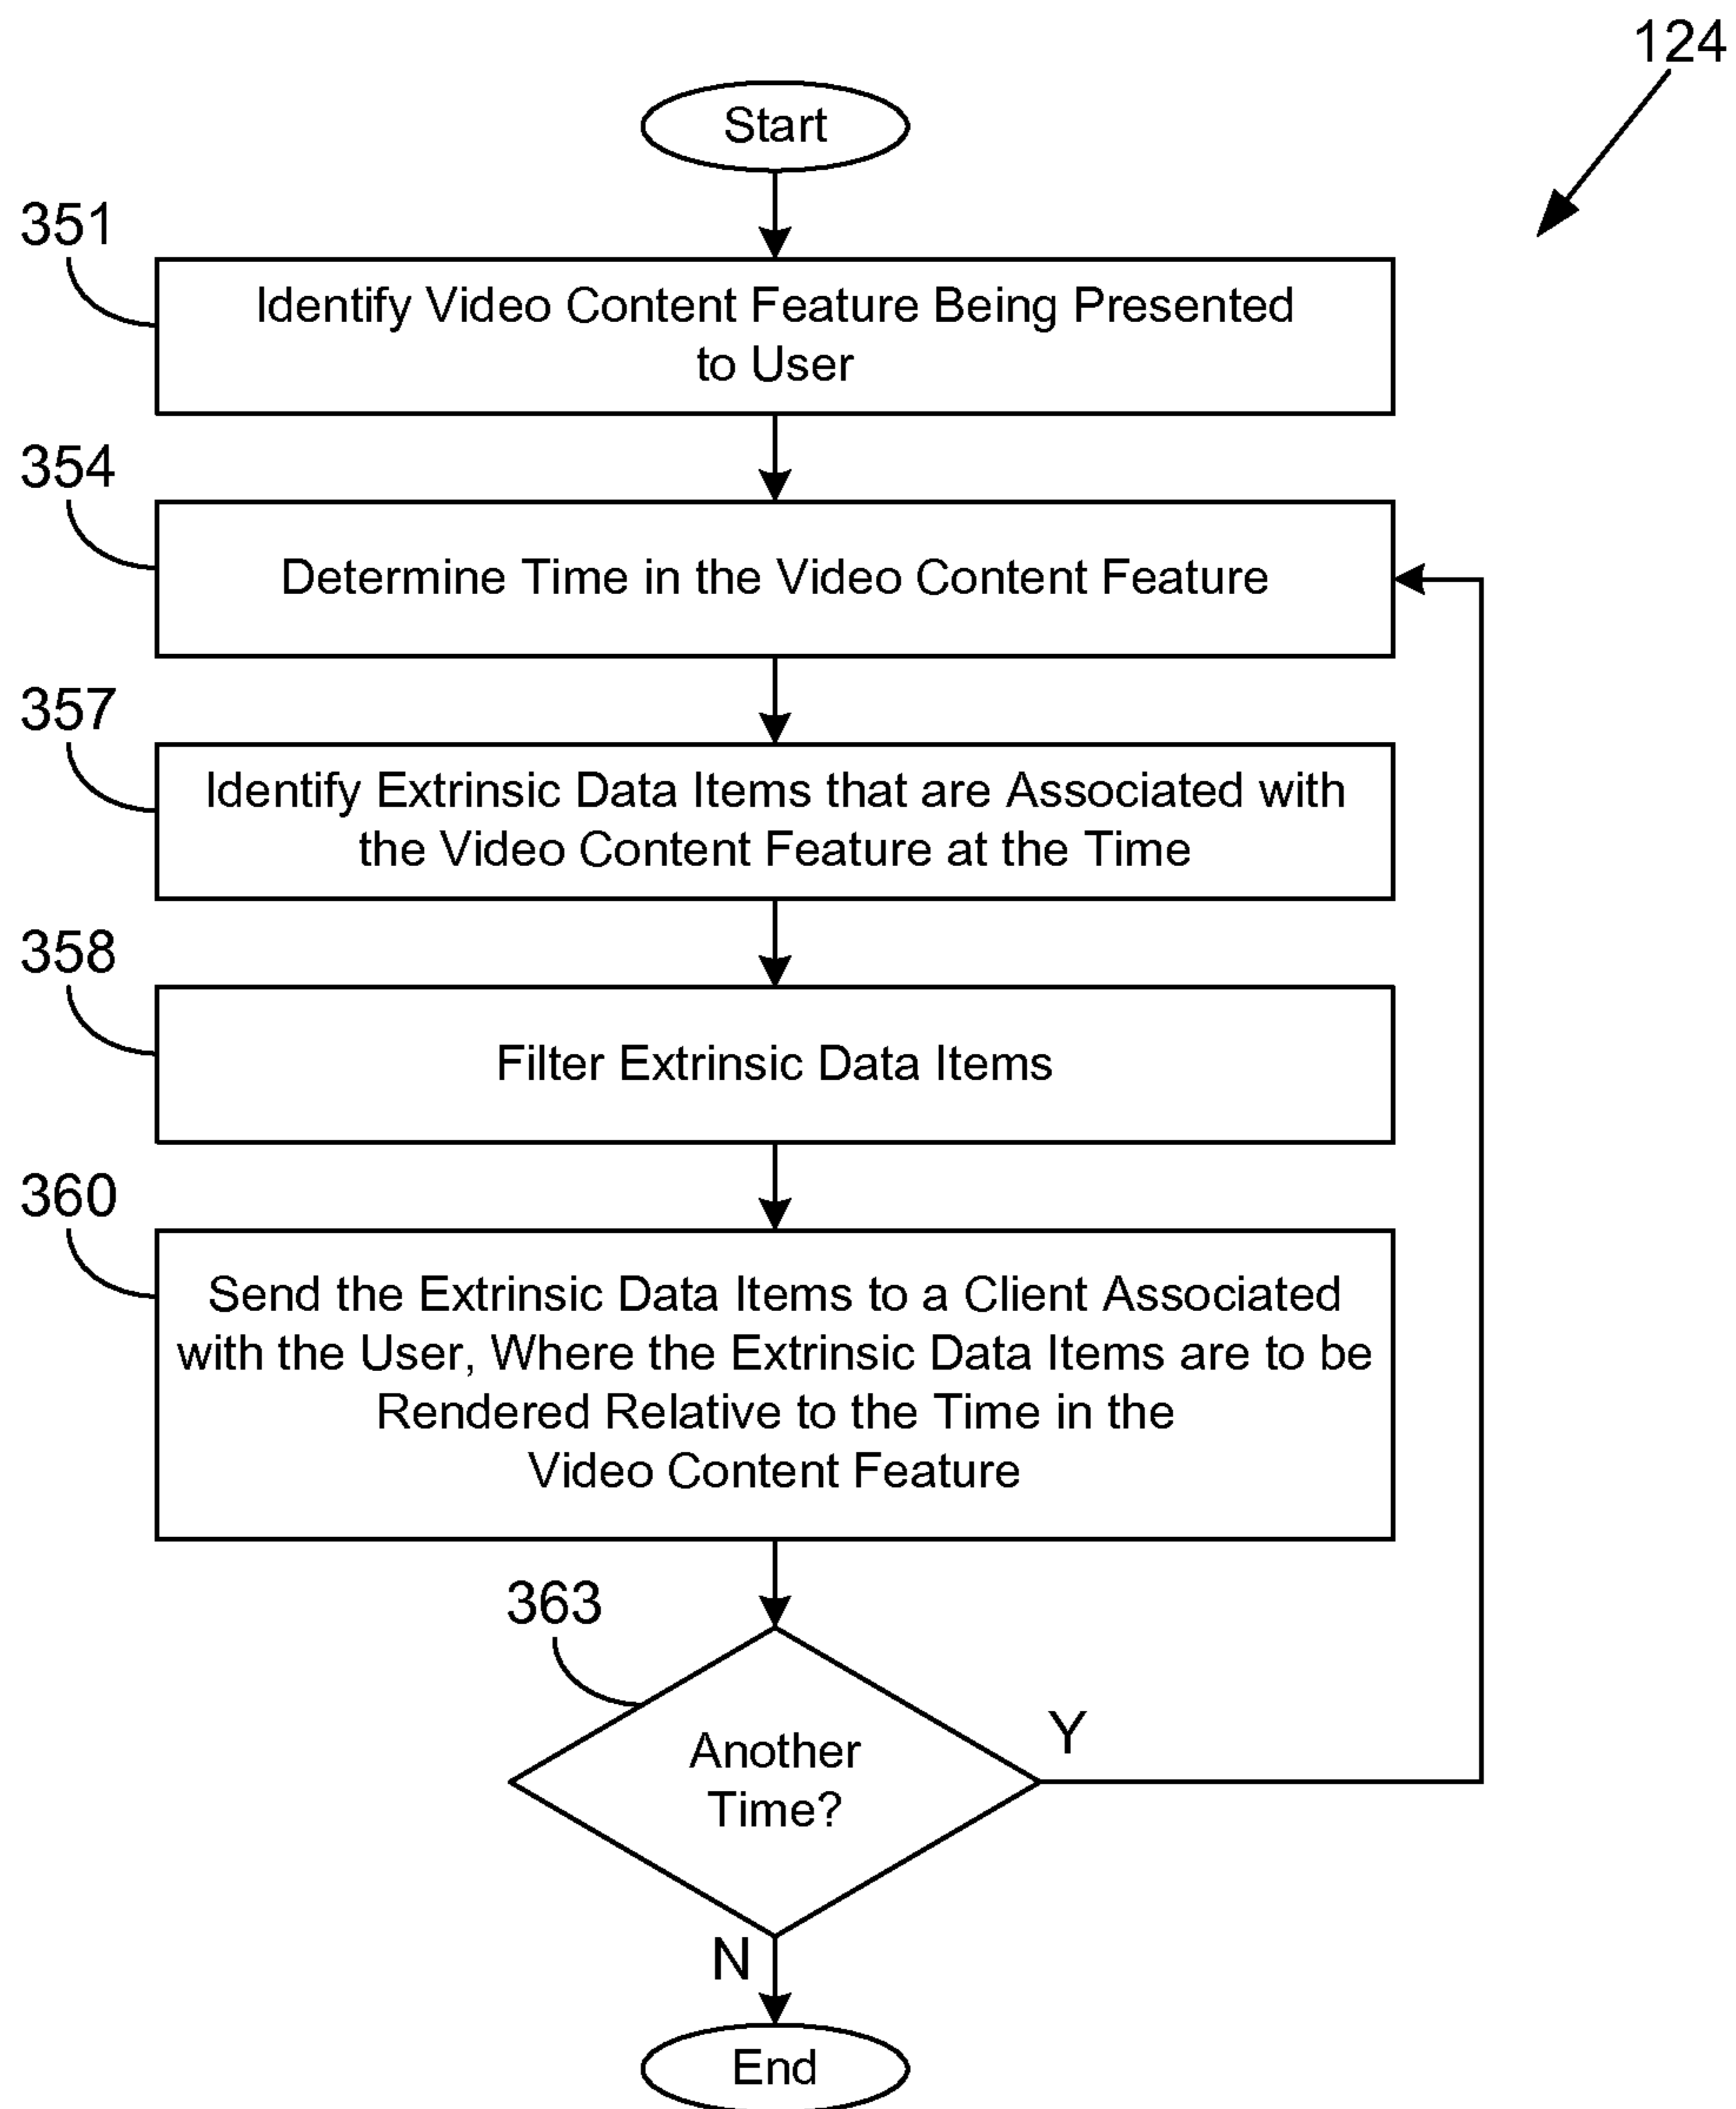 124
Start
351
Identify Video Content Feature Being Presented
to User
354
Determine Time in the Video Content Feature
357
Identify Extrinsic Data Items that are Associated with
the Video Content Feature at the Time
358
Filter Extrinsic Data Items
360
Send the Extrinsic Data Items to a Client Associated
with the User, Where the Extrinsic Data Items are to be
Rendered Relative to the Time in the
Video Content Feature
363
Another
Time?
Y
N
End